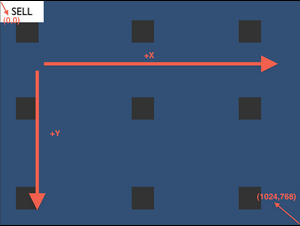 SELL
(0,0)
+X
+Y
(1024,768)